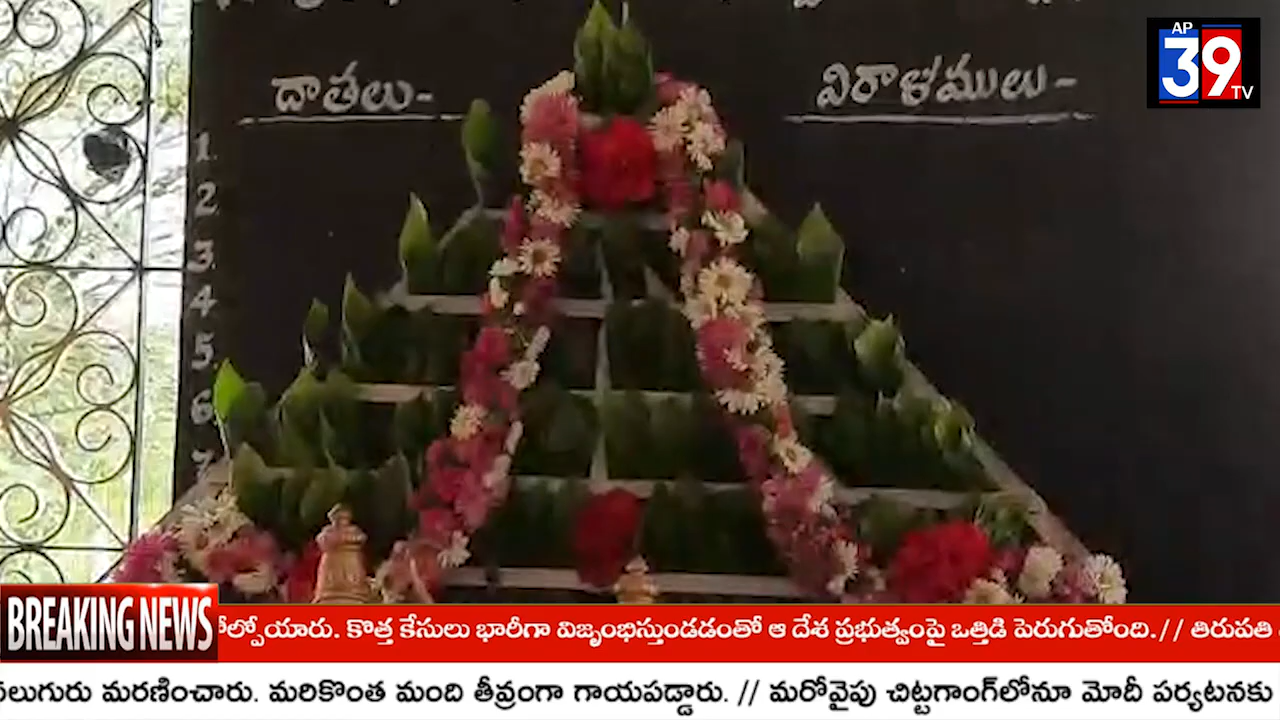 AP
39
TV
దాతలు- విరాళములు-
1.
2
3.
4
5
6
7
BREAKING NEWS
కొత్త కేసులు భారీగా విజృంభిస్తుండడంతో ఆ దేశ ప్రభుత్వంపై ఒత్తిడి పెరుగుతోంది.// తిరుపతి
మరణించారు. మరికొంత మంది తీవ్రంగా గాయపడ్డారు. // మరోవైపు చిట్టగాంగ్‌లోనూ మోదీ పర్యటనకు